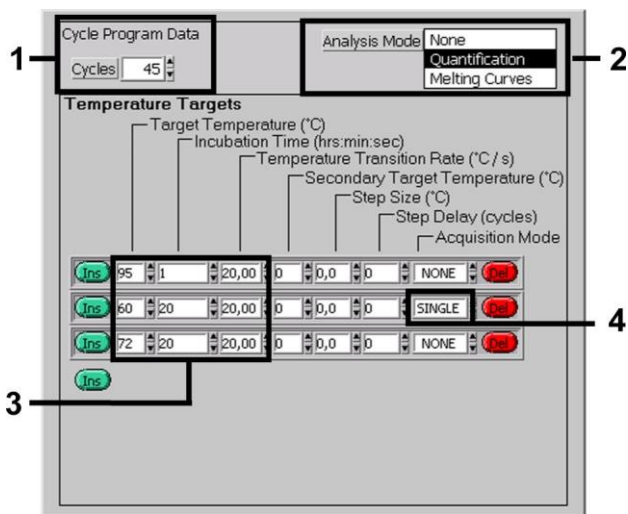 Cycle Program Data
Cycles 45
Analysis Mode None
Quantification
Melting Curves
1
2
Temperature Targets
Target Temperature (°C)
Incubation Time (hrs:min:sec)
Temperature Transition Rate (°C / s)
Secondary Target Temperature (°C)
Step Size (°C)
Step Delay (cycles)
Acquisition Mode
Ins 95 1 20,00 0 0,0 0 NONE Del
Ins 60 20 20,00 0 0,0 0 SINGLE Del
Ins 72 20 20,00 0 0,0 0 NONE Del
4
Ins
3